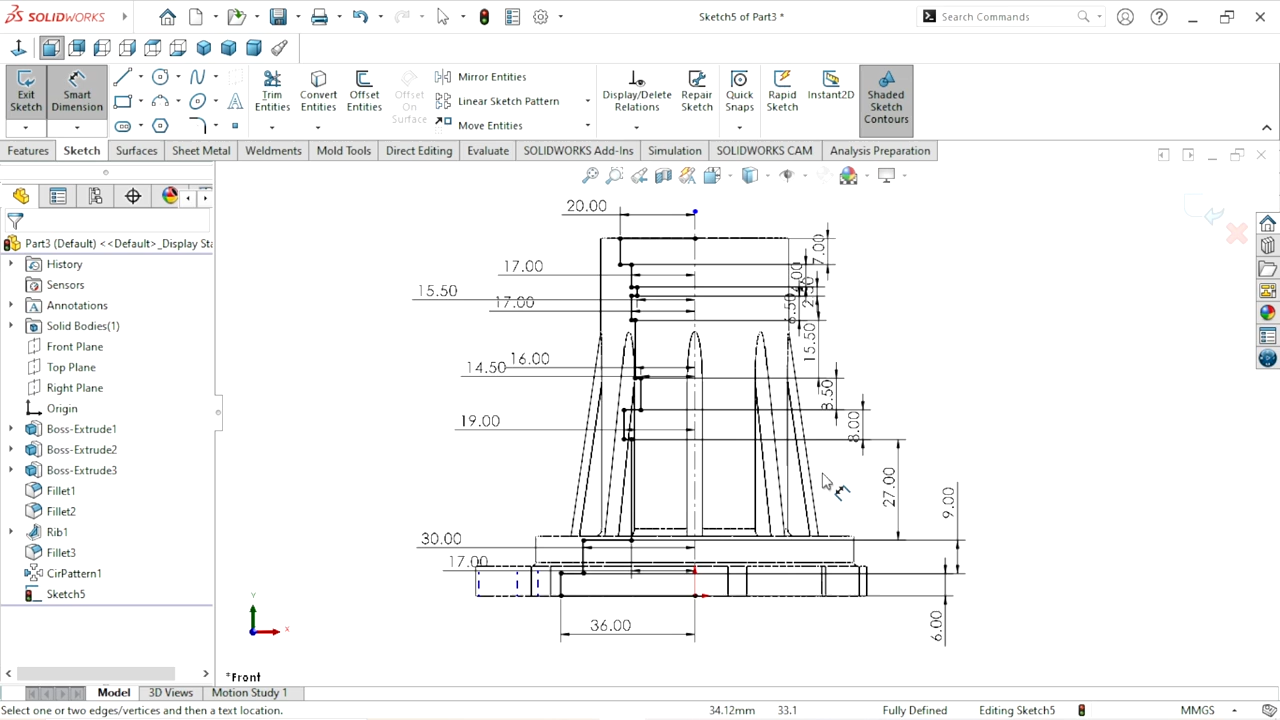 SOLIDWORKS
Sketch5 of Part3 *
Search Commands
Exit Sketch
Smart Dimension
Trim Entities
Convert Entities
Offset Entities
Offset On Surface
Mirror Entities
Linear Sketch Pattern
Move Entities
Display/Delete Relations
Repair Sketch
Quick Snaps
Rapid Sketch
Instant2D
Shaded Sketch Contours
Features
Sketch
Surfaces
Sheet Metal
Weldments
Mold Tools
Direct Editing
Evaluate
SOLIDWORKS Add-Ins
Simulation
SOLIDWORKS CAM
Analysis Preparation
Part3 (Default) <<Default>_Display Sta
History
Sensors
Annotations
Solid Bodies(1)
Front Plane
Top Plane
Right Plane
Origin
Boss-Extrude1
Boss-Extrude2
Boss-Extrude3
Fillet1
Fillet2
Rib1
Fillet3
CirPattern1
Sketch5
20.00
17.00
15.50
17.00
16.00
14.50
19.00
30.00
17.00
36.00
7.00
6.50
15.50
8.50
8.00
27.00
9.00
6.00
Y
X
*Front
Model
3D Views
Motion Study 1
Select one or two edges/vertices and then a text location.
34.12mm
33.1
Fully Defined
Editing Sketch5
MMGS